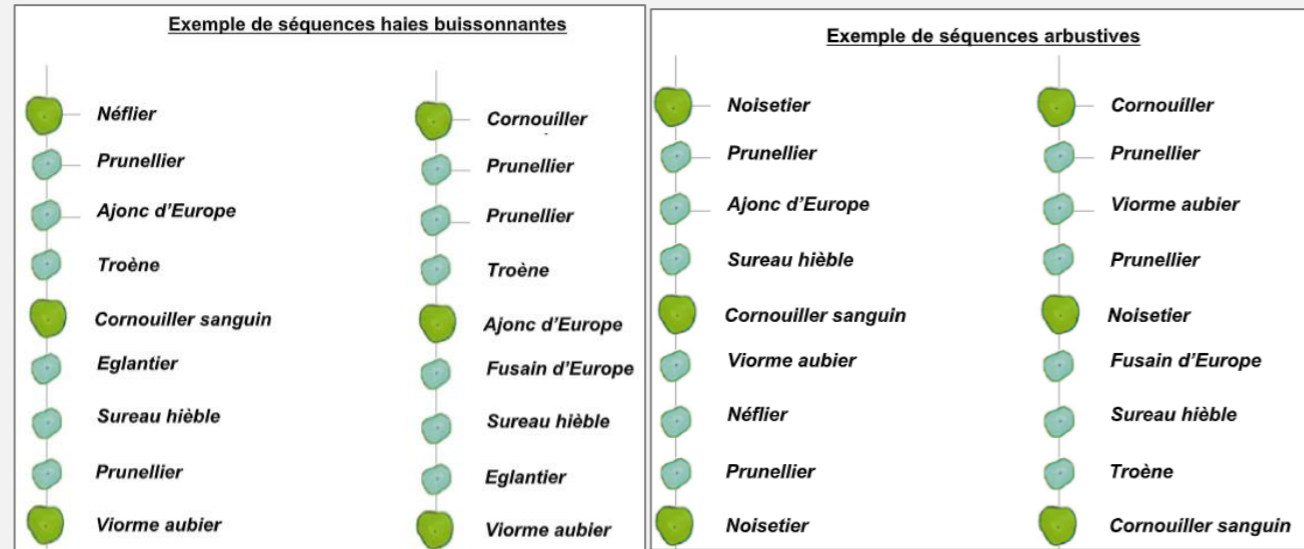 Exemple de séquences haies buissonnantes
Néflier
Prunellier
Ajonc d'Europe
Troène
Cornouiller sanguin
Eglantier
Sureau hièble
Prunellier
Viorme aubier
Cornouiller
Prunellier
Prunellier
Troène
Ajonc d'Europe
Fusain d'Europe
Sureau hièble
Eglantier
Viorme aubier
Exemple de séquences arbustives
Noisetier
Prunellier
Ajonc d'Europe
Sureau hièble
Cornouiller sanguin
Viorme aubier
Néflier
Prunellier
Noisetier
Cornouiller
Prunellier
Viorme aubier
Prunellier
Noisetier
Fusain d'Europe
Sureau hièble
Troène
Cornouiller sanguin